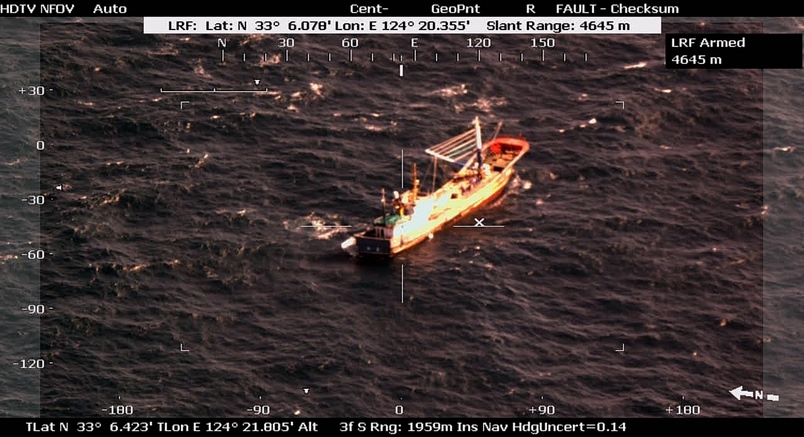 HDTV NFOV Auto Cent- GeoPnt R FAULT - Checksum
LRF: Lat: N 33° 6.078' Lon: E 124° 20.355' Slant Range: 4645 m
N 30 60 E 120 150
LRF Armed
4645 m
+30
0
-30
-60
-90
-120
-180 -90 0 +90 +180
N
TLat N 33° 6.423' TLon E 124° 21.805' Alt 3f S Rng: 1959m Ins Nav HdgUncert=0.14